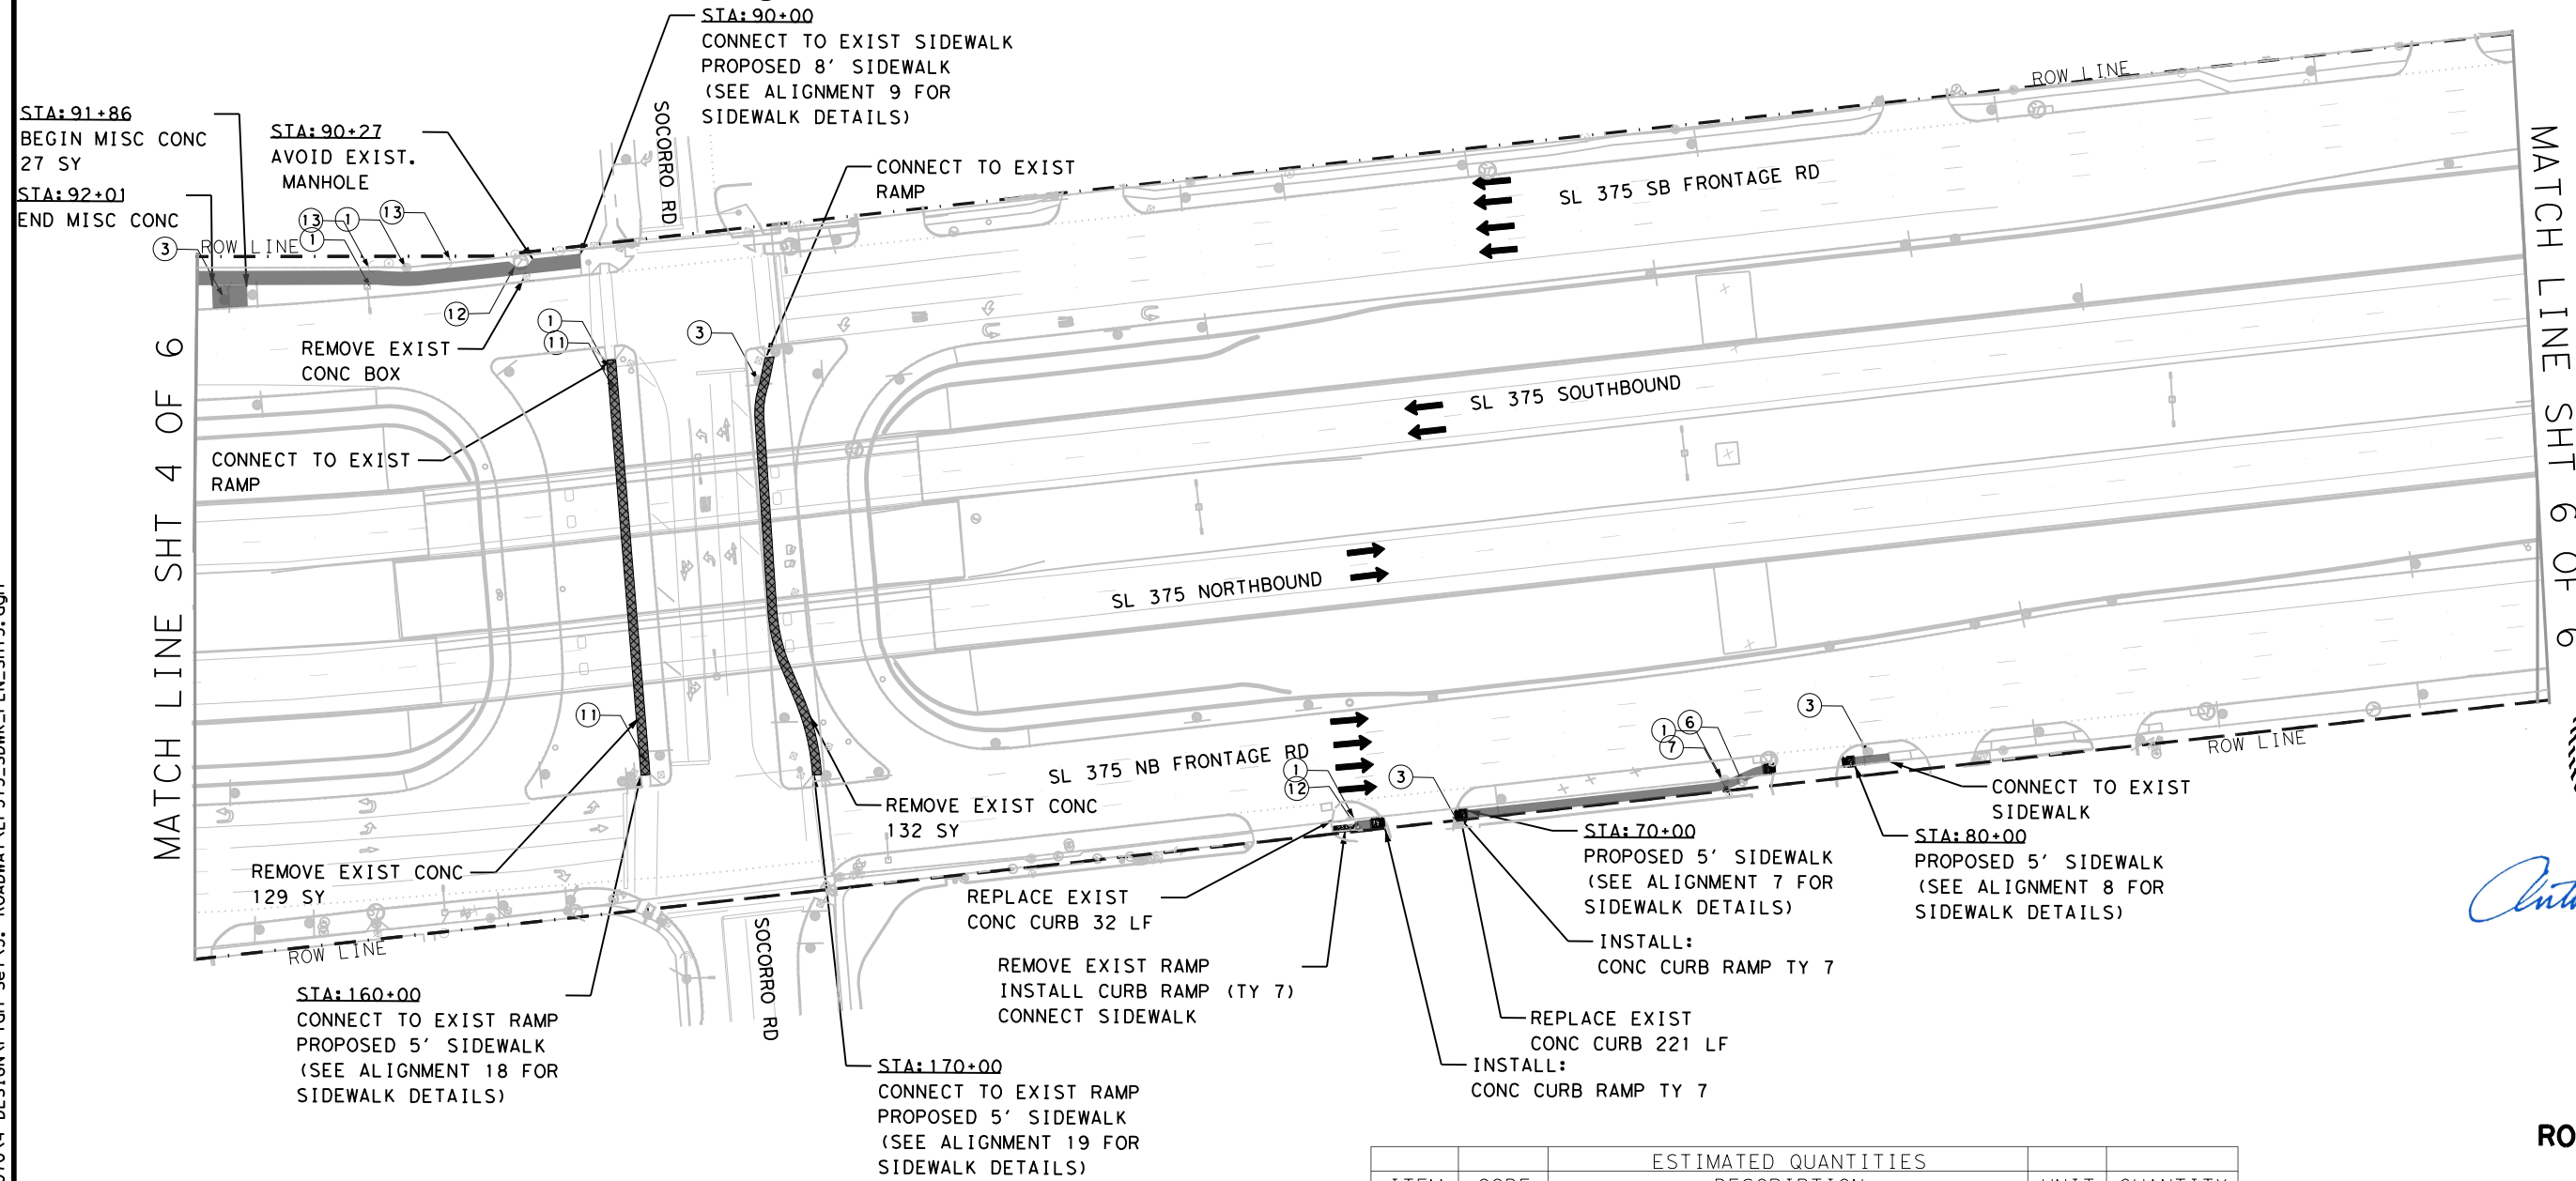 STA:90+00
CONNECT TO EXIST SIDEWALK
PROPOSED 8' SIDEWALK
(SEE ALIGNMENT 9 FOR
SIDEWALK DETAILS)
STA:91+86
BEGIN MISC CONC
27 SY
STA:92+01
END MISC CONC
STA:90+27
AVOID EXIST.
MANHOLE
SOCORRO RD
CONNECT TO EXIST
RAMP
ROW LINE
SL 375 SB FRONTAGE RD
MATCH LINE SHT 6 OF 6
13
1
13
1
3
ROW LINE
12
REMOVE EXIST
CONC BOX
1
11
3
MATCH LINE SHT 4 OF 6
CONNECT TO EXIST
RAMP
SL 375 SOUTHBOUND
SL 375 NORTHBOUND
11
SL 375 NB FRONTAGE RD
1
12
3
1
6
7
3
ROW LINE
CONNECT TO EXIST
SIDEWALK
REMOVE EXIST CONC
132 SY
REMOVE EXIST CONC
129 SY
STA:70+00
PROPOSED 5' SIDEWALK
(SEE ALIGNMENT 7 FOR
SIDEWALK DETAILS)
STA:80+00
PROPOSED 5' SIDEWALK
(SEE ALIGNMENT 8 FOR
SIDEWALK DETAILS)
REPLACE EXIST
CONC CURB 32 LF
ROW LINE
SOCORRO RD
INSTALL:
CONC CURB RAMP TY 7
REMOVE EXIST RAMP
INSTALL CURB RAMP (TY 7)
CONNECT SIDEWALK
STA:160+00
CONNECT TO EXIST RAMP
PROPOSED 5' SIDEWALK
(SEE ALIGNMENT 18 FOR
SIDEWALK DETAILS)
REPLACE EXIST
CONC CURB 221 LF
INSTALL:
CONC CURB RAMP TY 7
STA:170+00
CONNECT TO EXIST RAMP
PROPOSED 5' SIDEWALK
(SEE ALIGNMENT 19 FOR
SIDEWALK DETAILS)
RO
ESTIMATED QUANTITIES
ITEM CODE DESCRIPTION UNIT QUANTITY